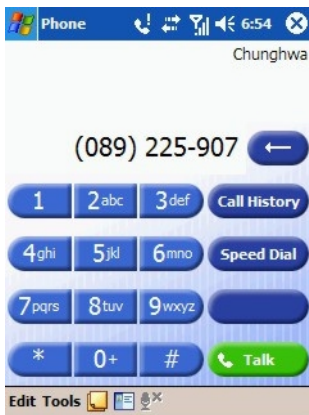 Phone 6:54
Chunghwa
(089) 225-907
1 2abc 3def Call History
4ghi 5jkl 6mno Speed Dial
7pqrs 8tuv 9wxyz
* 0+ # Talk
Edit Tools